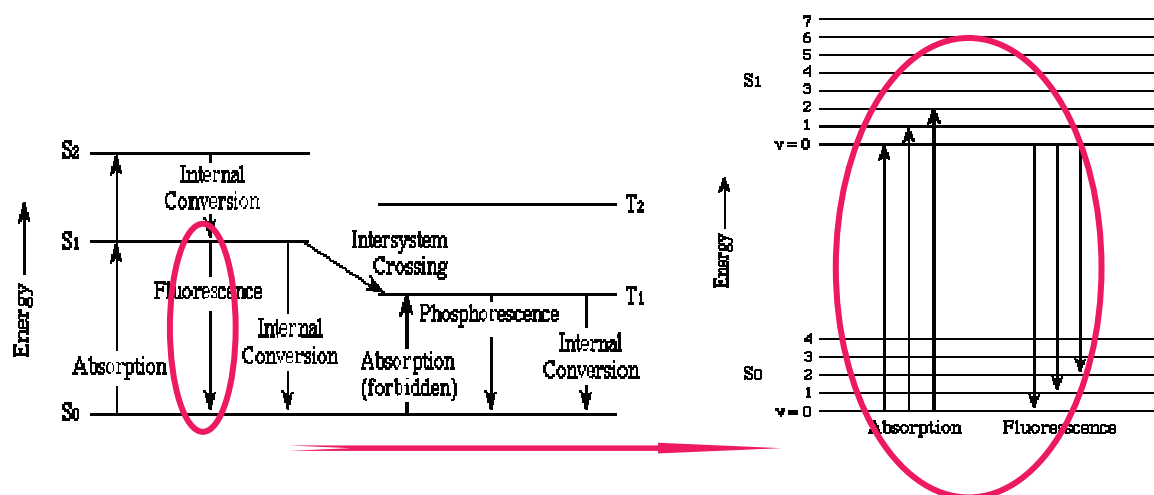 S2
Internal
Conversion
T2
S1
Intersystem
Crossing
Fluorescence
T1
Phosphorescence
Energy
Internal
Conversion
Absorption
Absorption
(forbidden)
Internal
Conversion
S0
7
6
5
4
3
2
1
v = 0
S1
Energy
4
3
2
1
v = 0
S0
Absorption
Fluorescence